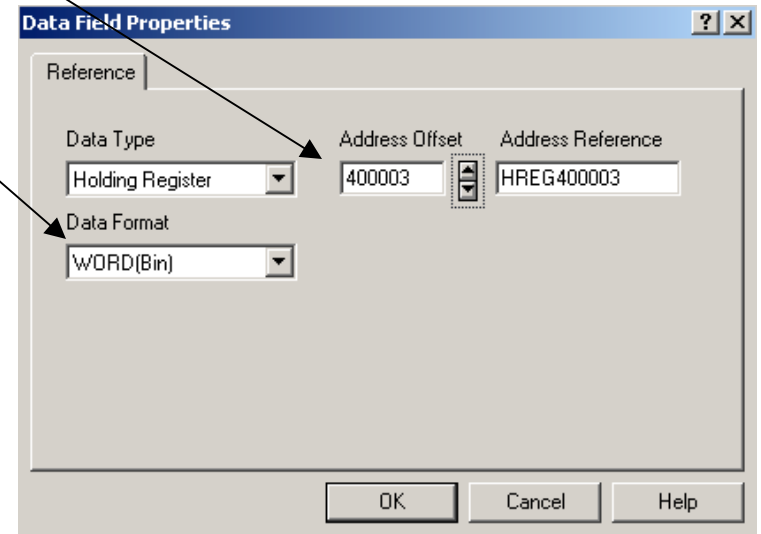 Data Field Properties
Reference
Data Type Address Offset Address Reference
Holding Register 400003 HREG400003
Data Format
WORD(Bin)
OK Cancel Help